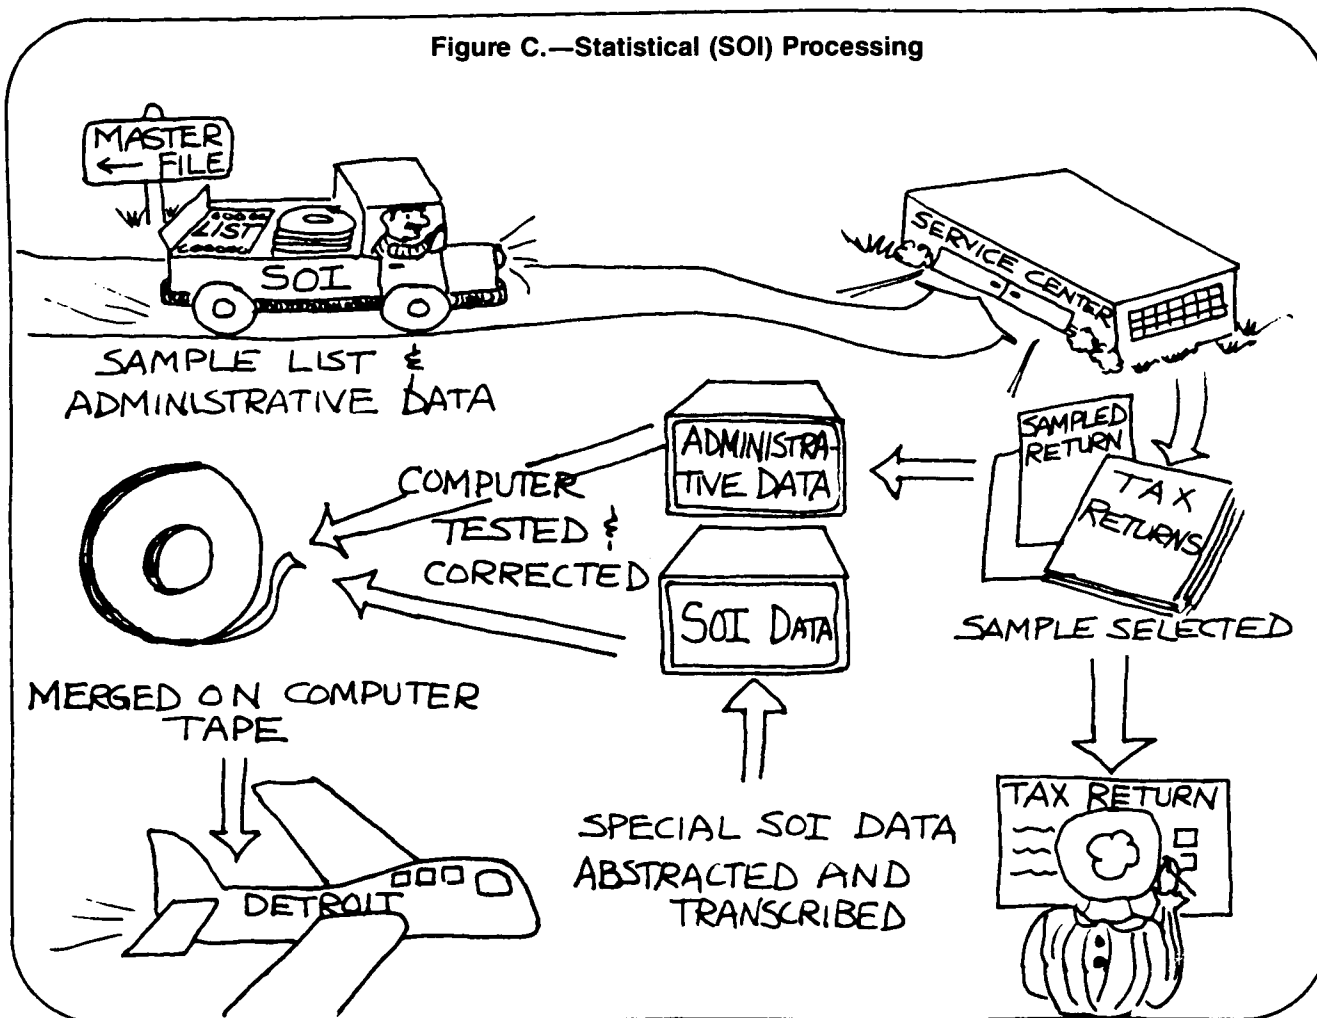 Figure C.—Statistical (SOI) Processing
MASTER
← FILE
LIST
SOI
SAMPLE LIST &
ADMINISTRATIVE DATA
SERVICE CENTER
SAMPLED
RETURN
TAX
RETURNS
SAMPLE SELECTED
ADMINISTRA-
TIVE DATA
SOI DATA
COMPUTER
TESTED &
CORRECTED
MERGED ON COMPUTER
TAPE
DETROIT
SPECIAL SOI DATA
ABSTRACTED AND
TRANSCRIBED
TAX RETURN